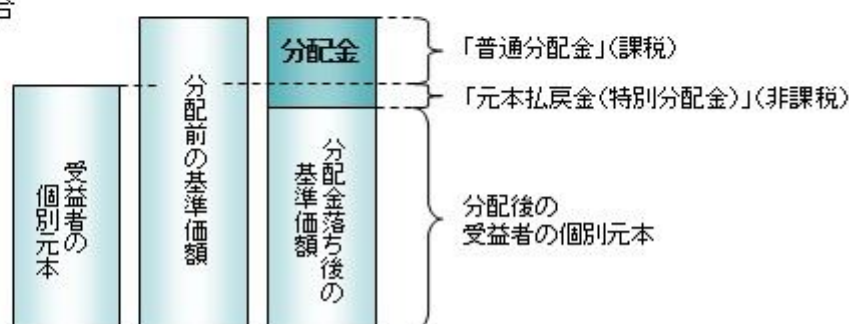 合
受益者の
個別元本
分配前の基準価額
分配金
分配金落ち後の
基準価額
「普通分配金」(課税)
「元本払戻金(特別分配金)」(非課税)
分配後の
受益者の個別元本